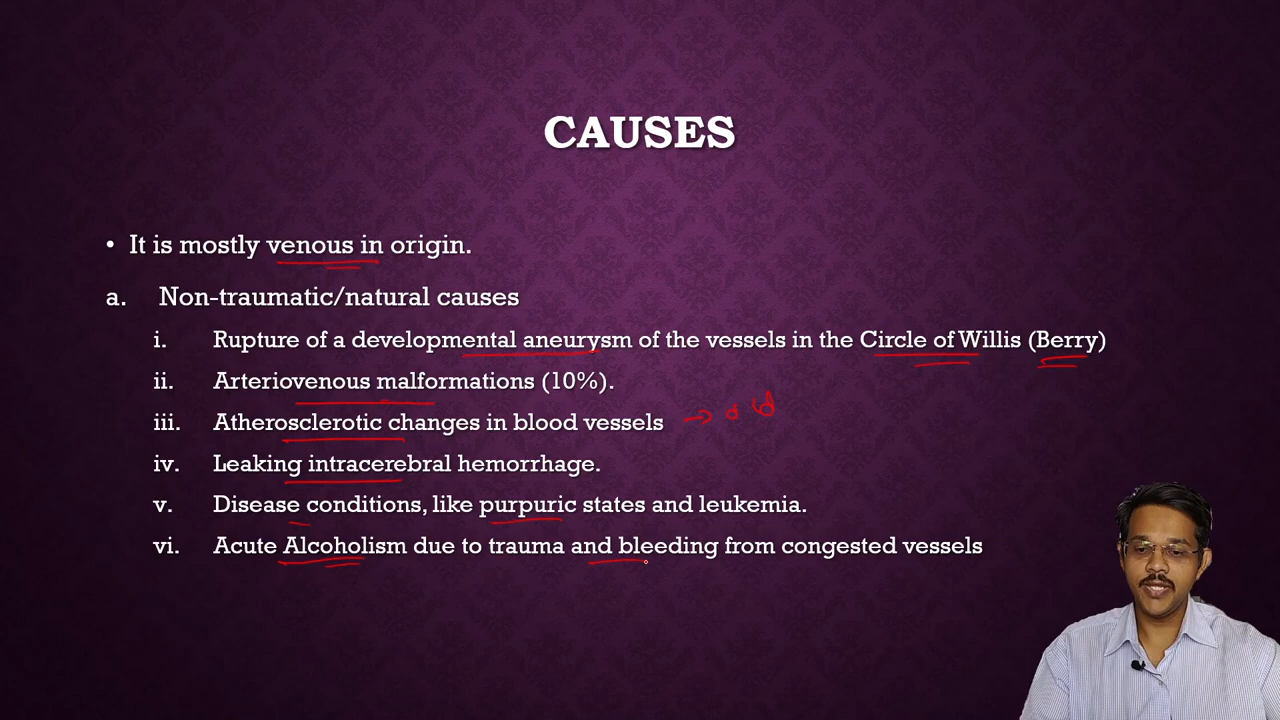 CAUSES
• It is mostly venous in origin.
a. Non-traumatic/natural causes
i. Rupture of a developmental aneurysm of the vessels in the Circle of Willis (Berry)
ii. Arteriovenous malformations (10%).
iii. Atherosclerotic changes in blood vessels →
iv. Leaking intracerebral hemorrhage.
v. Disease conditions, like purpuric states and leukemia.
vi. Acute Alcoholism due to trauma and bleeding from congested vessels